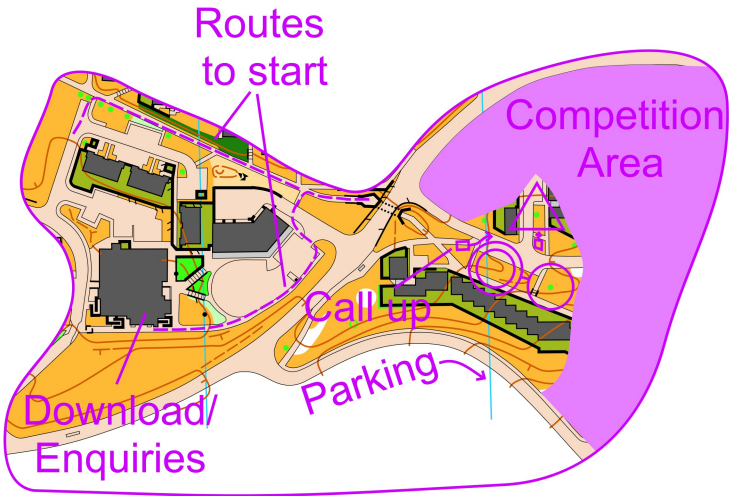 Routes
to start
Competition
Area
Call up
Parking
Download/
Enquiries